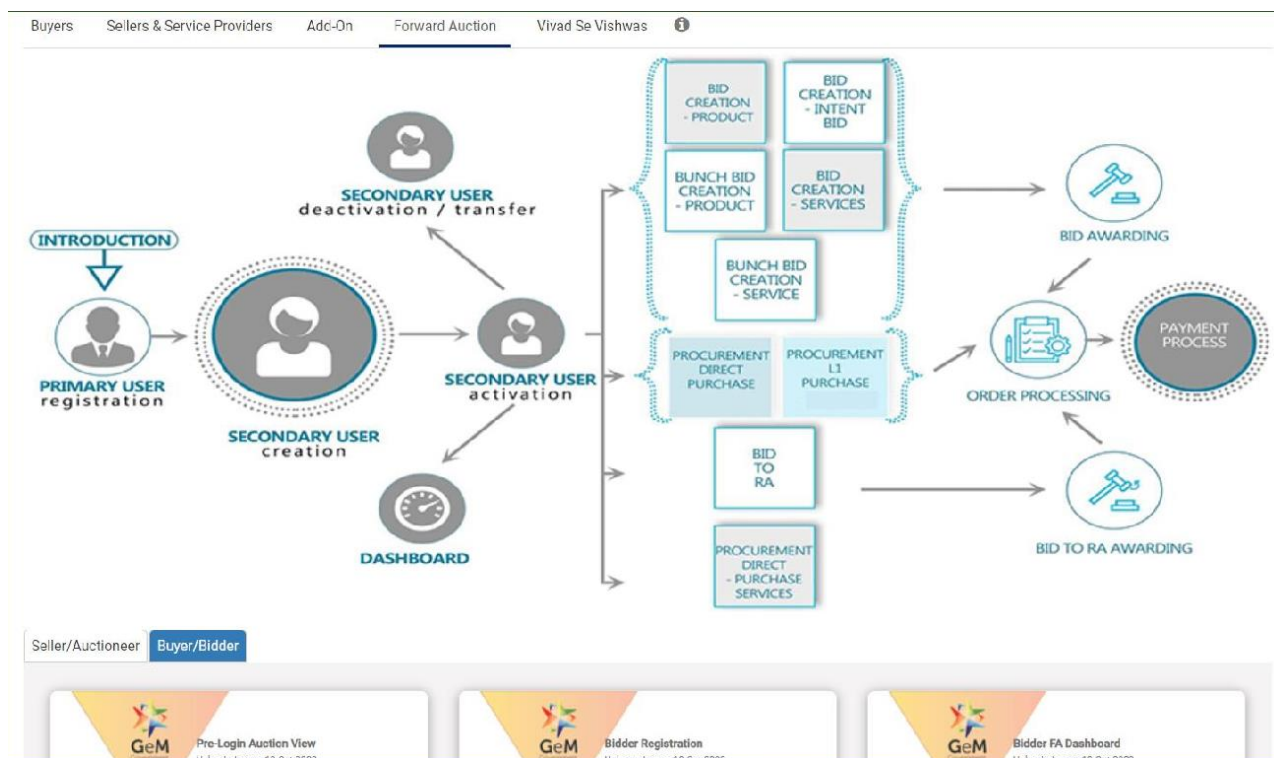 Buyers
Sellers & Service Providers
Add-On
Forward Auction
Vivad Se Vishwas
INTRODUCTION
PRIMARY USER
registration
SECONDARY USER
creation
SECONDARY USER
deactivation / transfer
SECONDARY USER
activation
DASHBOARD
BID
CREATION
- PRODUCT
BID
CREATION
- INTENT
BID
BUNCH BID
CREATION
- PRODUCT
BID
CREATION
- SERVICES
BUNCH BID
CREATION
- SERVICE
PROCUREMENT
DIRECT
PURCHASE
PROCUREMENT
L1
PURCHASE
BID
TO
RA
PROCUREMENT
DIRECT
- PURCHASE
SERVICES
BID AWARDING
ORDER PROCESSING
PAYMENT
PROCESS
BID TO RA AWARDING
Seller/Auctioneer
Buyer/Bidder
GeM
Pre-Login Auction View
GeM
Bidder Registration
GeM
Bidder FA Dashboard